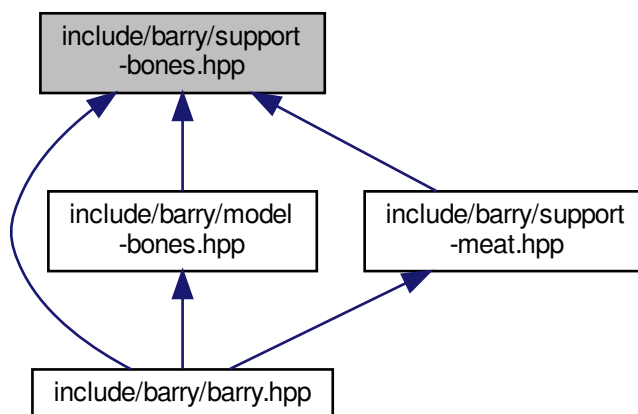 include/barry/support
-bones.hpp
include/barry/model
-bones.hpp
include/barry/support
-meat.hpp
include/barry/barry.hpp